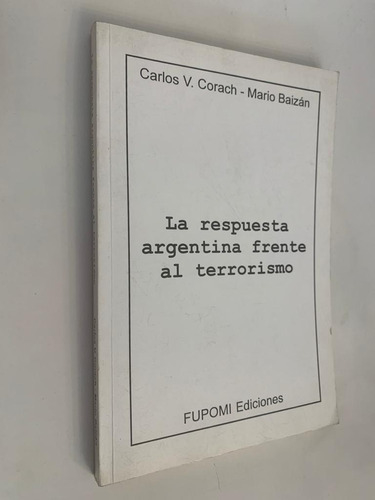 Carlos V. Corach - Mario Baizán
La respuesta
argentina frente
al terrorismo
FUPOMI Ediciones